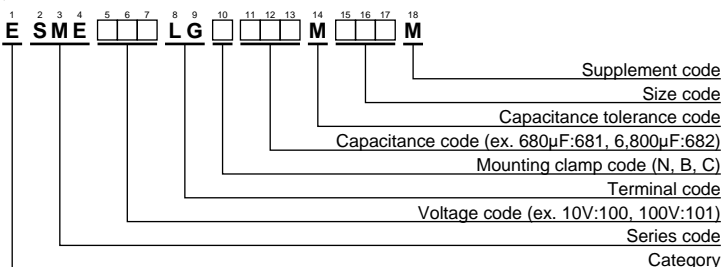 1 2 3 4 5 6 7 8 9 10 11 12 13 14 15 16 17 18
E SME □□□ LG □ □□□ M □□□ M
Supplement code
Size code
Capacitance tolerance code
Capacitance code (ex. 680µF:681, 6,800µF:682)
Mounting clamp code (N, B, C)
Terminal code
Voltage code (ex. 10V:100, 100V:101)
Series code
Category